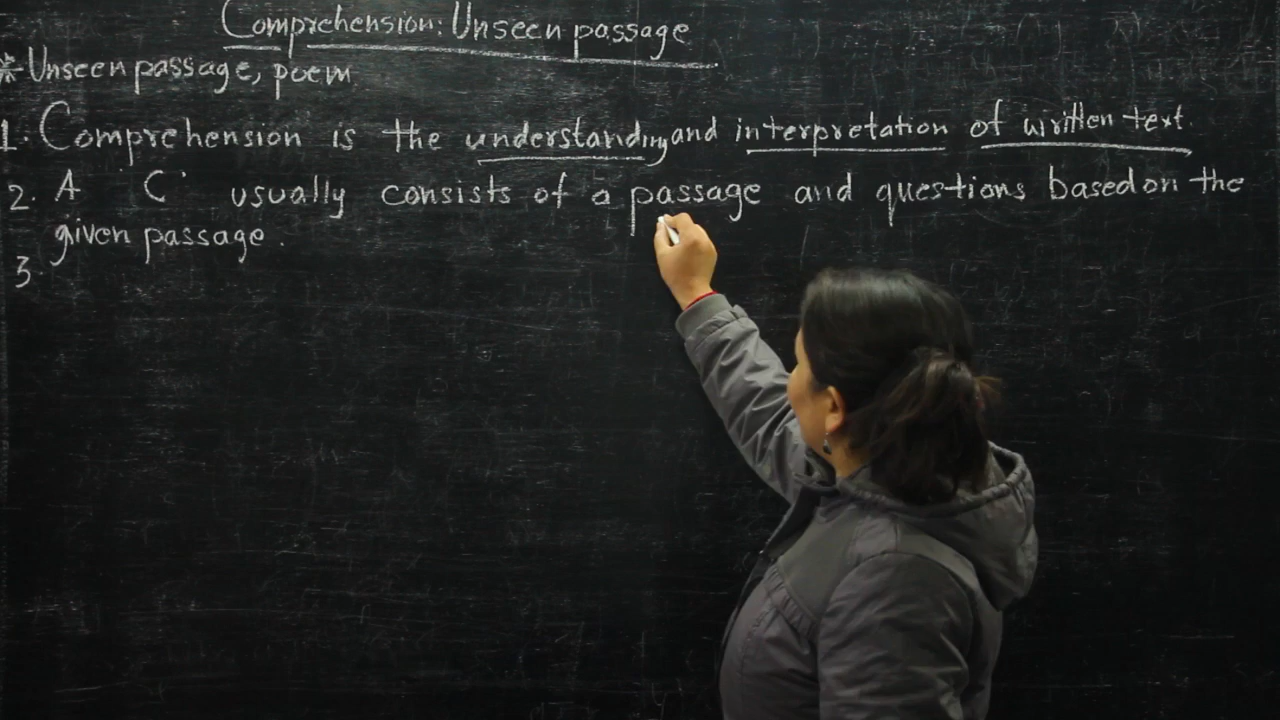 Comprehension: Unseen passage
* Unseen passage, poem
1. Comprehension is the understanding and interpretation of written text.
2. A C usually consists of a passage and questions based on the
given passage.
3.